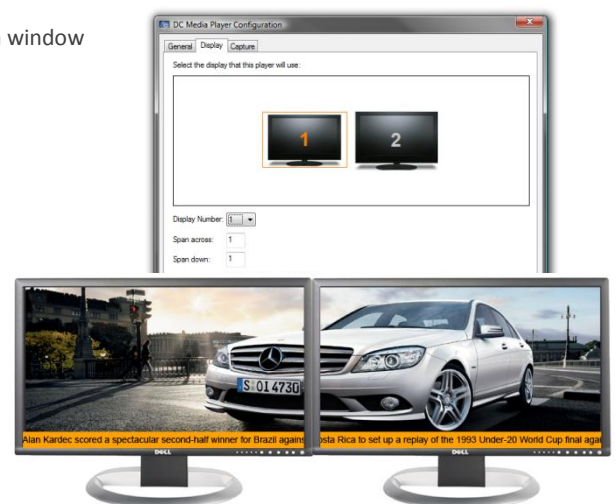 window
DC Media Player Configuration
General Display Capture
Select the display that this player will use:
1 2
Display Number: 1
Span across: 1
Span down: 1
S·OI 4730
Alan Kardec scored a spectacular second-half winner for Brazil agains osta Rica to set up a replay of the 1993 Under-20 World Cup final agai
DELL DELL